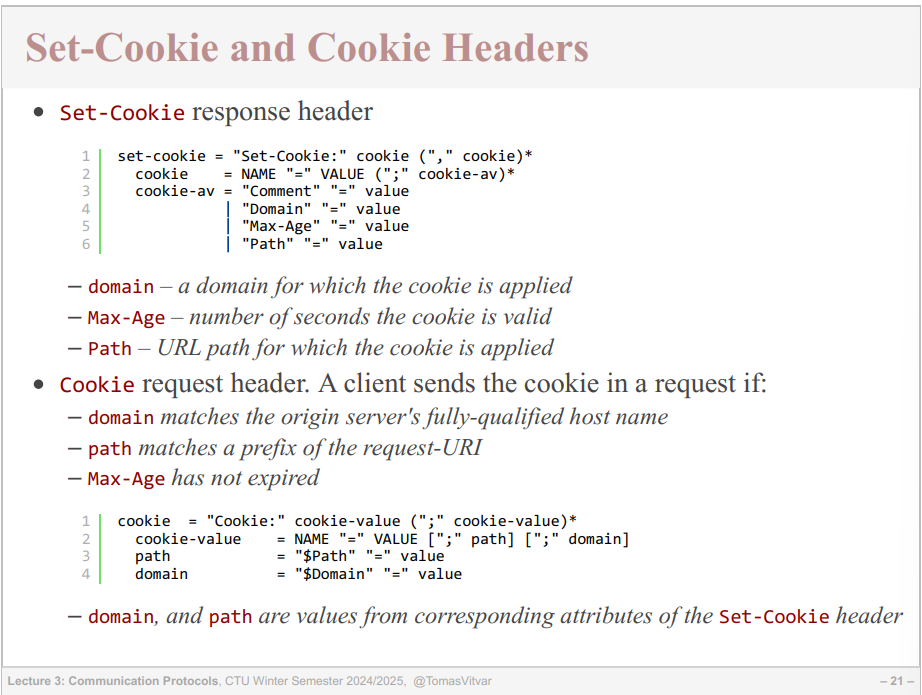 Set-Cookie and Cookie Headers
• Set-Cookie response header
1 set-cookie = "Set-Cookie:" cookie ("," cookie)*
2 cookie = NAME "=" VALUE (";" cookie-av)*
3 cookie-av = "Comment" "=" value
4 | "Domain" "=" value
5 | "Max-Age" "=" value
6 | "Path" "=" value
– domain – a domain for which the cookie is applied
– Max-Age – number of seconds the cookie is valid
– Path – URL path for which the cookie is applied
• Cookie request header. A client sends the cookie in a request if:
– domain matches the origin server's fully-qualified host name
– path matches a prefix of the request-URI
– Max-Age has not expired
1 cookie = "Cookie:" cookie-value (";" cookie-value)*
2 cookie-value = NAME "=" VALUE [";" path] [";" domain]
3 path = "$Path" "=" value
4 domain = "$Domain" "=" value
– domain, and path are values from corresponding attributes of the Set-Cookie header
Lecture 3: Communication Protocols, CTU Winter Semester 2024/2025, @TomasVitvar – 21 –